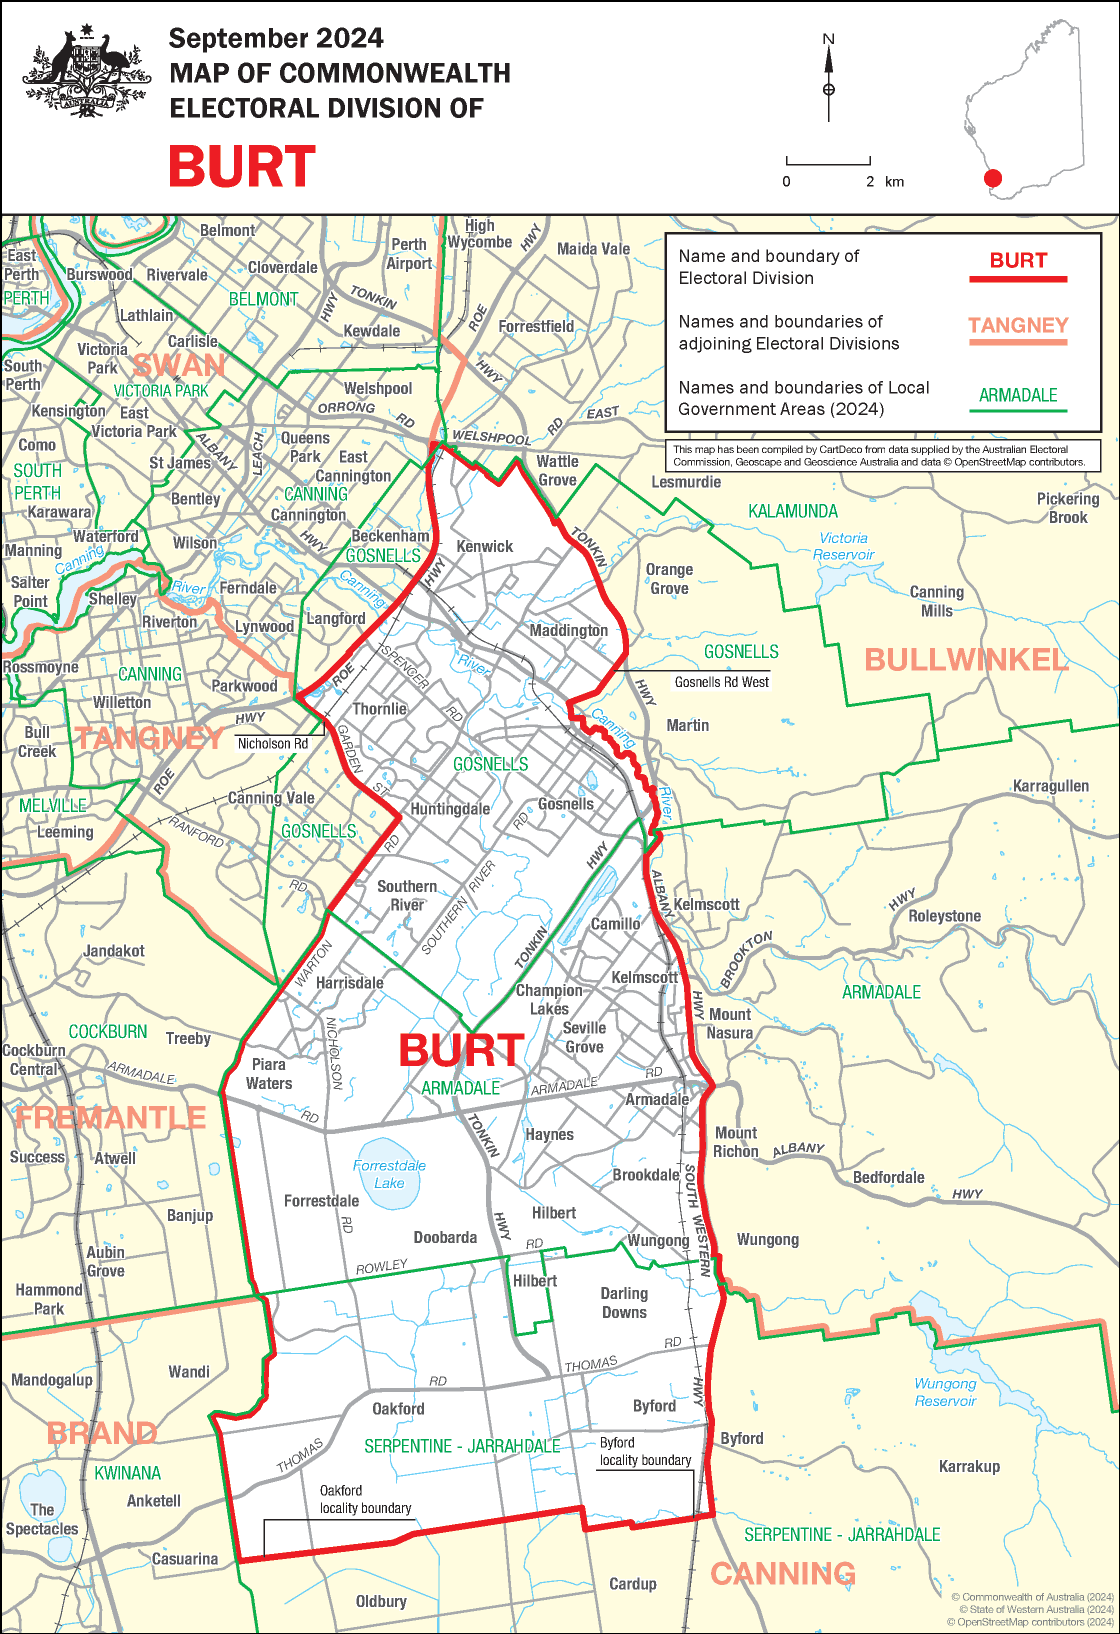 September 2024
MAP OF COMMONWEALTH
ELECTORAL DIVISION OF
BURT
AUSTRALIA
N
0 2 km
Name and boundary of
Electoral Division
BURT
Names and boundaries of
adjoining Electoral Divisions
TANGNEY
Names and boundaries of Local
Government Areas (2024)
ARMADALE
This map has been compiled by CartDeco from data supplied by the Australian Electoral
Commission, Geoscape and Geoscience Australia and data © OpenStreetMap contributors.
Belmont
High
Wycombe
HWY
Maida Vale
East
Perth
Perth
Airport
Burswood
Rivervale
Cloverdale
PERTH
BELMONT
HWY
TONKIN
ROE
Lathlain
Kewdale
Forrestfield
Carlisle
Victoria
Park
SWAN
South
Perth
VICTORIA PARK
Welshpool
HWY
Kensington
East
Victoria Park
ORRONG
RD
EAST
RD
WELSHPOOL
Como
ALBANY
LEACH
Queens
Park
East
Cannington
St James
SOUTH
PERTH
Wattle
Grove
Lesmurdie
Bentley
CANNING
Cannington
Karawara
KALAMUNDA
Pickering
Brook
Waterford
Wilson
HWY
Beckenham
GOSNELLS
Kenwick
TONKIN
Victoria
Reservoir
Manning
Canning
Salter
Point
River
Ferndale
Canning
HWY
Orange
Grove
Canning
Mills
Shelley
Riverton
Lynwood
Langford
Maddington
GOSNELLS
BULLWINKEL
Rossmoyne
CANNING
Parkwood
ROE
SPENCER
River
Gosnells Rd West
Willetton
HWY
Thornlie
RD
HWY
Martin
Bull
Creek
TANGNEY
Nicholson Rd
GARDEN
ST
Canning
GOSNELLS
ROE
River
MELVILLE
Canning Vale
Huntingdale
Gosnells
Karragullen
Leeming
RANFORD
GOSNELLS
RD
RD
HWY
RD
Southern
River
SOUTHERN RIVER
ALBANY
Kelmscott
HWY
Roleystone
Camillo
Jandakot
WARTON
TONKIN
BROOKTON
Harrisdale
Kelmscott
Champion
Lakes
ARMADALE
HWY
Mount
Nasura
COCKBURN
Treeby
NICHOLSON
Seville
Grove
BURT
Cockburn
Central
ARMADALE
Piara
Waters
ARMADALE
ARMADALE
RD
FREMANTLE
RD
TONKIN
Armadale
Haynes
Mount
Richon
ALBANY
Success
Atwell
Forrestdale
Lake
Brookdale
Bedfordale
HWY
Forrestdale
RD
Banjup
Hilbert
SOUTH WESTERN
Doobarda
HWY
RD
Wungong
Wungong
Aubin
Grove
ROWLEY
Hilbert
Hammond
Park
Darling
Downs
THOMAS
RD
Wandi
Mandogalup
RD
HWY
Wungong
Reservoir
Oakford
Byford
BRAND
SERPENTINE - JARRAHDALE
Byford
locality boundary
Byford
KWINANA
THOMAS
Karrakup
Anketell
Oakford
locality boundary
The
Spectacles
SERPENTINE - JARRAHDALE
Casuarina
CANNING
Cardup
Oldbury
© Commonwealth of Australia (2024)
© State of Western Australia (2024)
© OpenStreetMap contributors (2024)